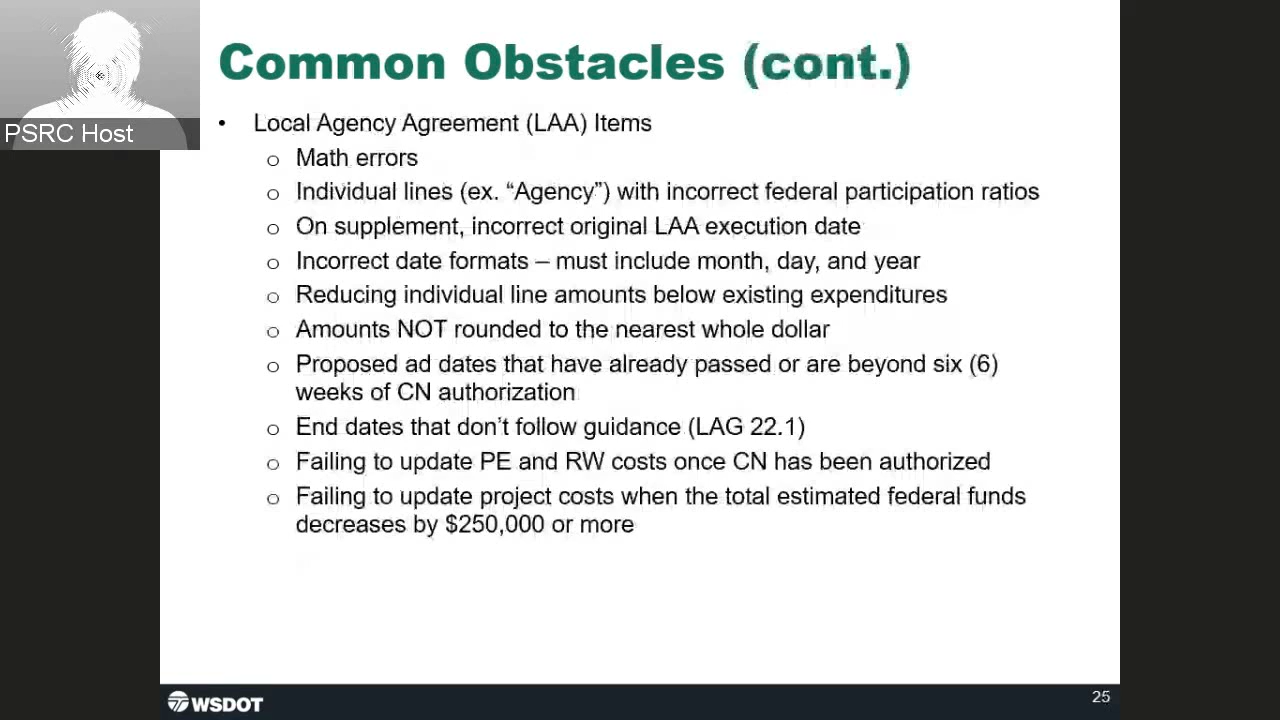 Common Obstacles (cont.)
PSRC Host
• Local Agency Agreement (LAA) Items
o Math errors
o Individual lines (ex. “Agency”) with incorrect federal participation ratios
o On supplement, incorrect original LAA execution date
o Incorrect date formats – must include month, day, and year
o Reducing individual line amounts below existing expenditures
o Amounts NOT rounded to the nearest whole dollar
o Proposed ad dates that have already passed or are beyond six (6)
weeks of CN authorization
o End dates that don’t follow guidance (LAG 22.1)
o Failing to update PE and RW costs once CN has been authorized
o Failing to update project costs when the total estimated federal funds
decreases by $250,000 or more
WSDOT
25